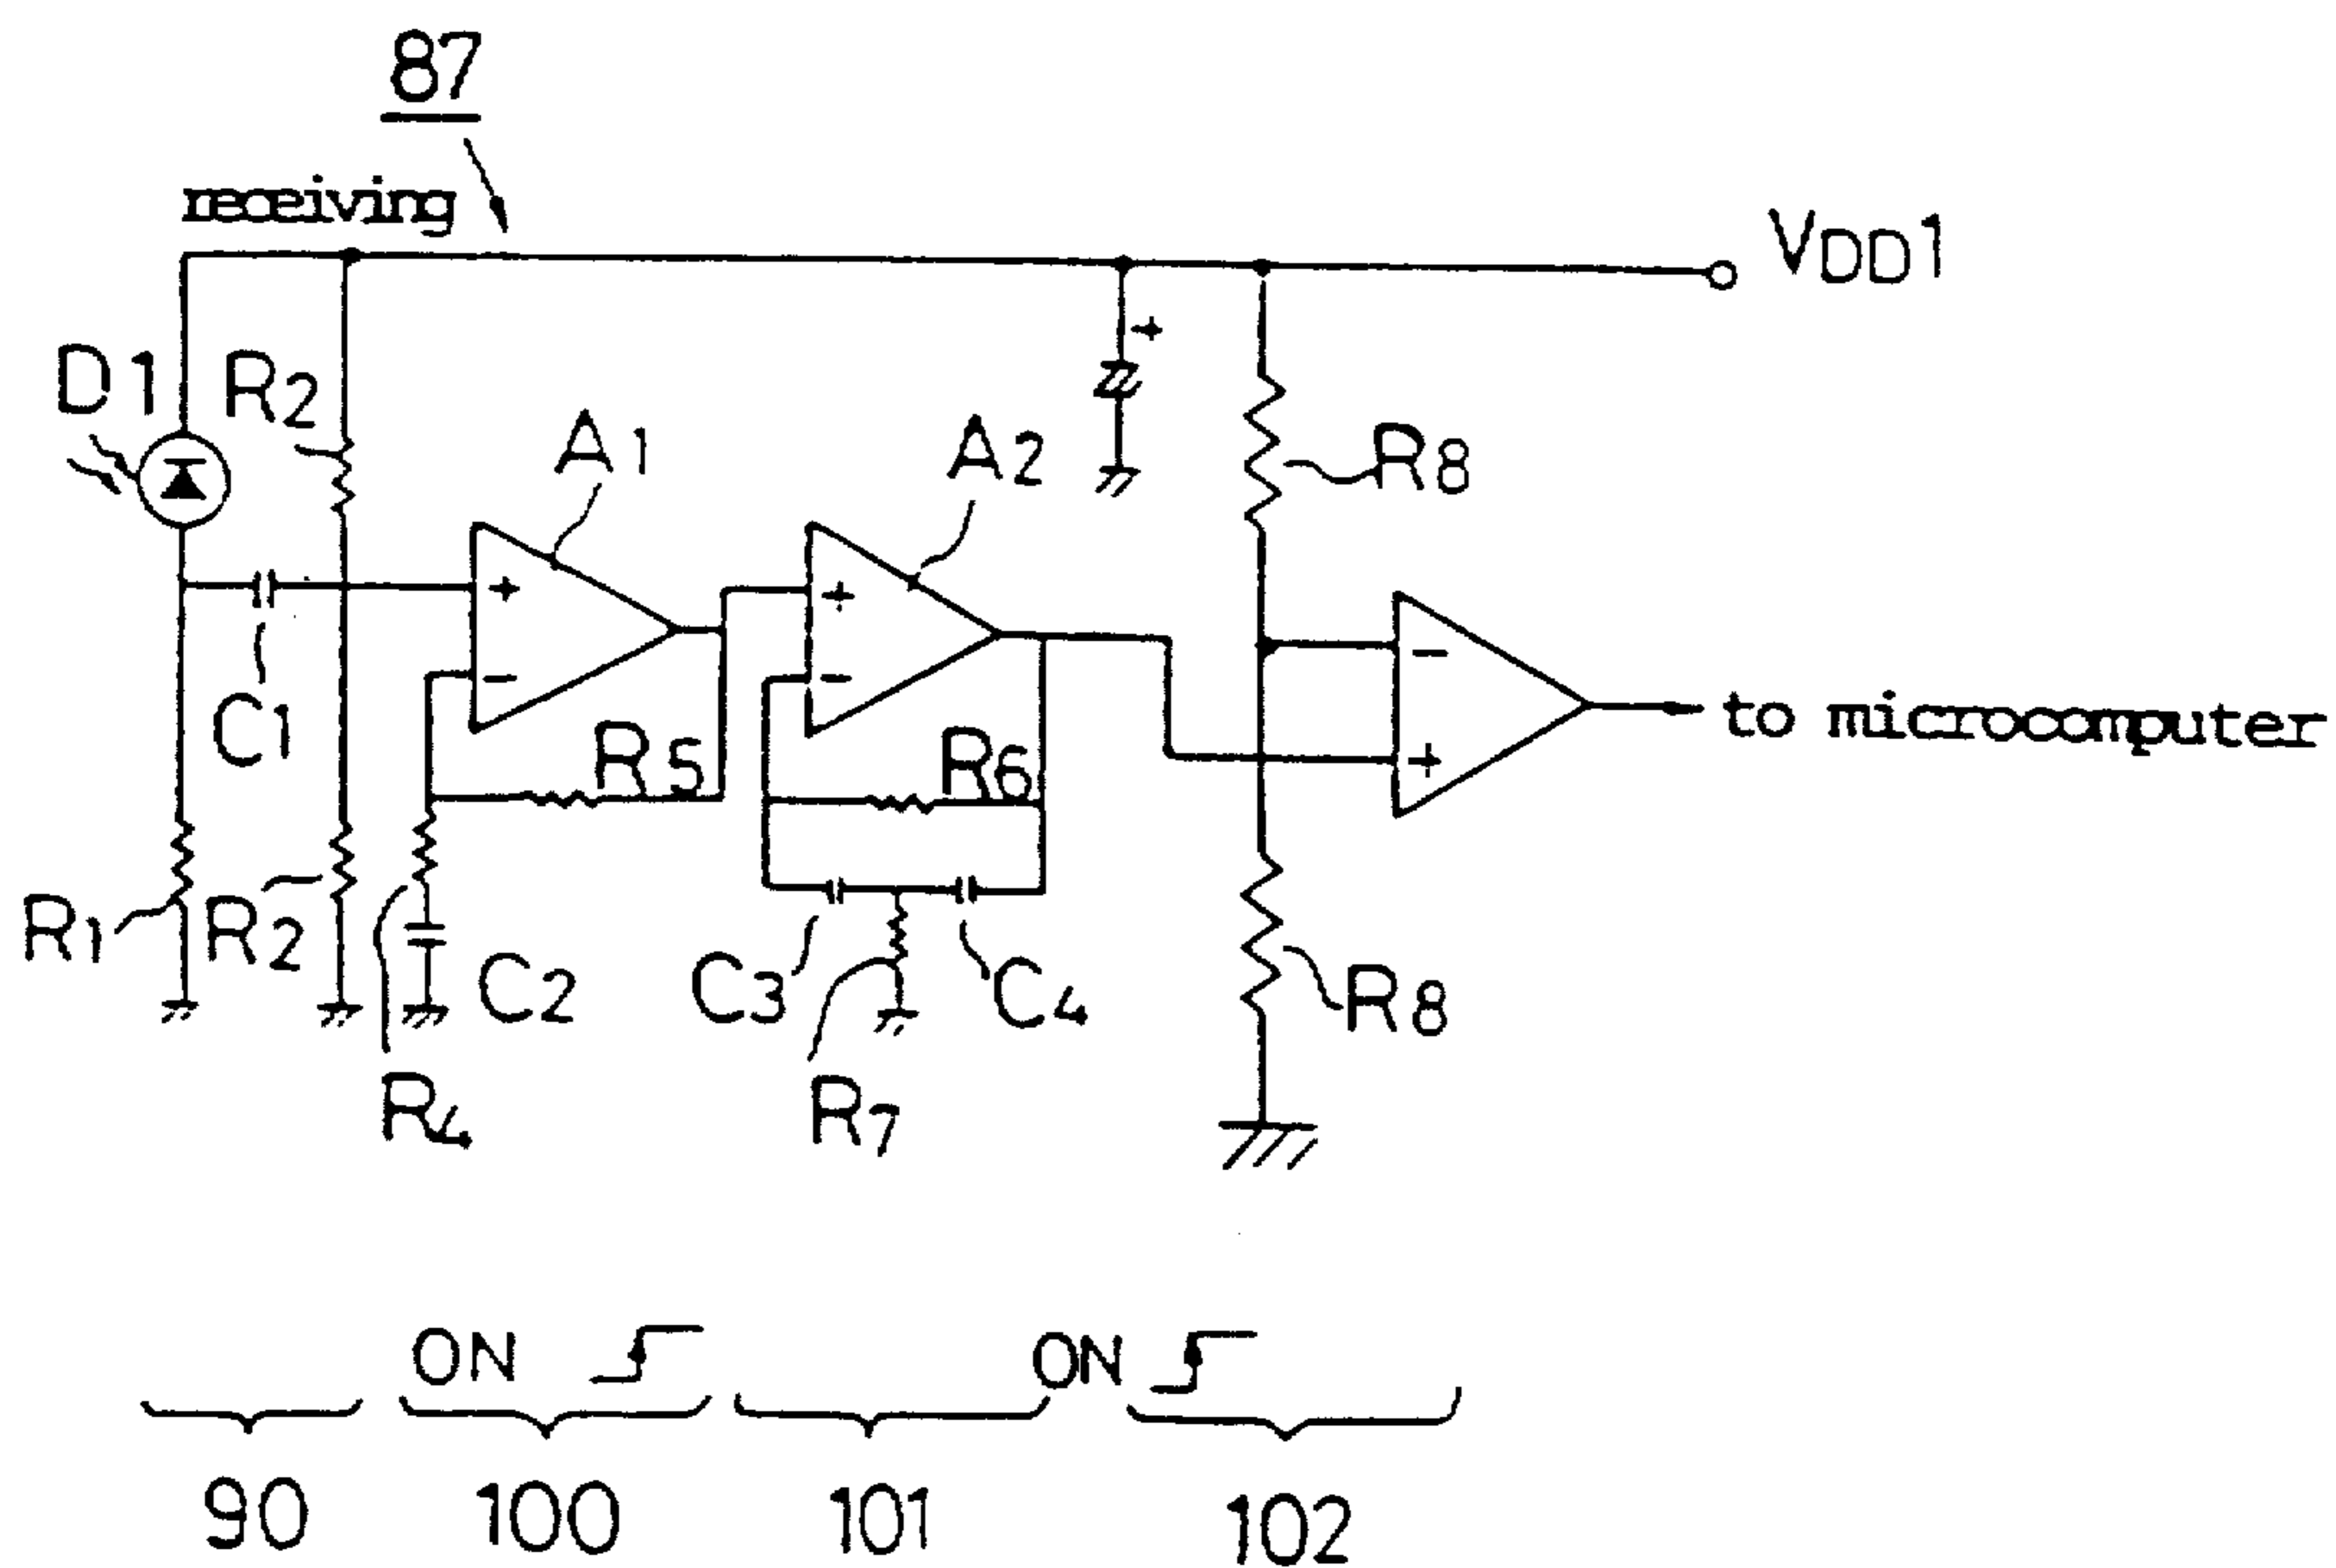 87
receiving
VDD1
D1
R2
A1
A2
+
R8
+
-
+
-
-
+
to microcomputer
C1
R5
R6
R1
R2
C2
C3
C4
R8
R4
R7
ON
ON
90
100
101
102